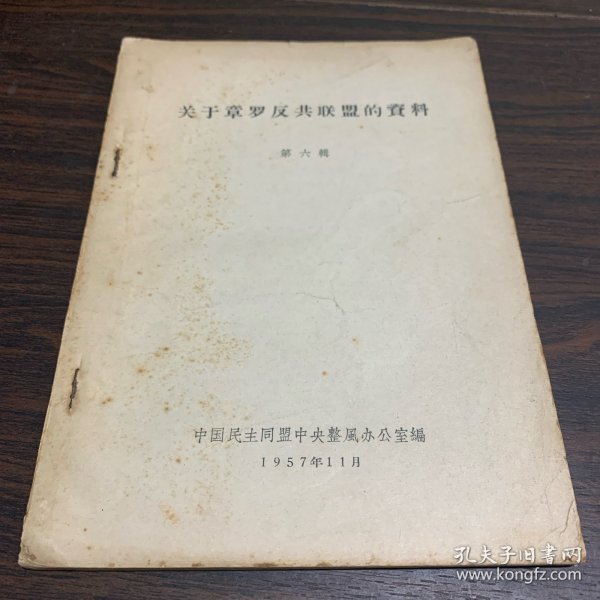 关于章罗反共联盟的資料
第六輯
中国民主同盟中央整風办公室編
1957年11月
孔夫子旧书网
www.kongfz.com